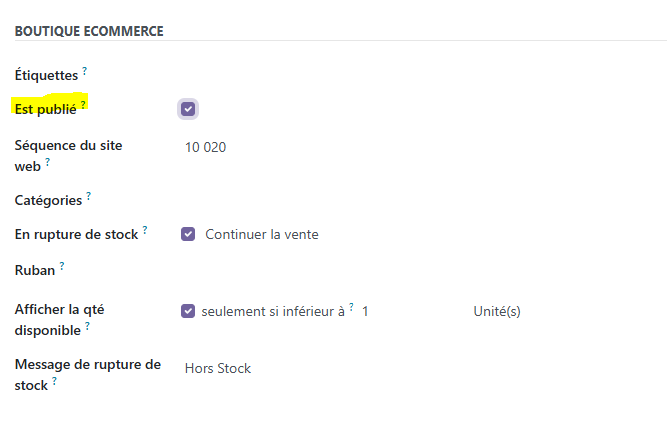 BOUTIQUE ECOMMERCE
Étiquettes ?
Est publié ?
Séquence du site
web ?
10 020
Catégories ?
En rupture de stock ? Continuer la vente
Ruban ?
Afficher la qté
disponible ?
seulement si inférieur à ? 1 Unité(s)
Message de rupture de
stock ?
Hors Stock